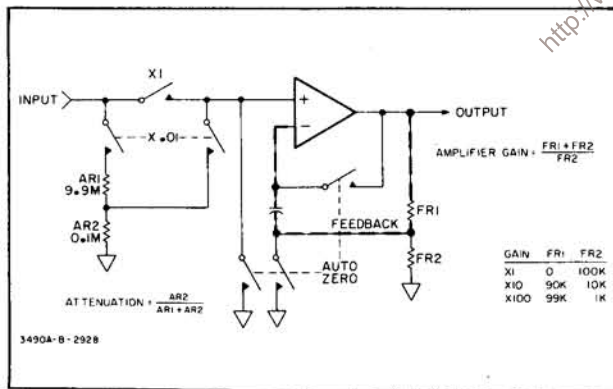 http://
X1
INPUT
OUTPUT
X.01
+
−
AMPLIFIER GAIN = FR1 + FR2
FR2
AR1
9.9M
FR1
FEEDBACK
AR2
0.1M
FR2
AUTO
ZERO
GAIN FR1 FR2
X1 0 100K
X10 90K 10K
X100 99K 1K
ATTENUATION = AR2
AR1 + AR2
3490A-B-2928